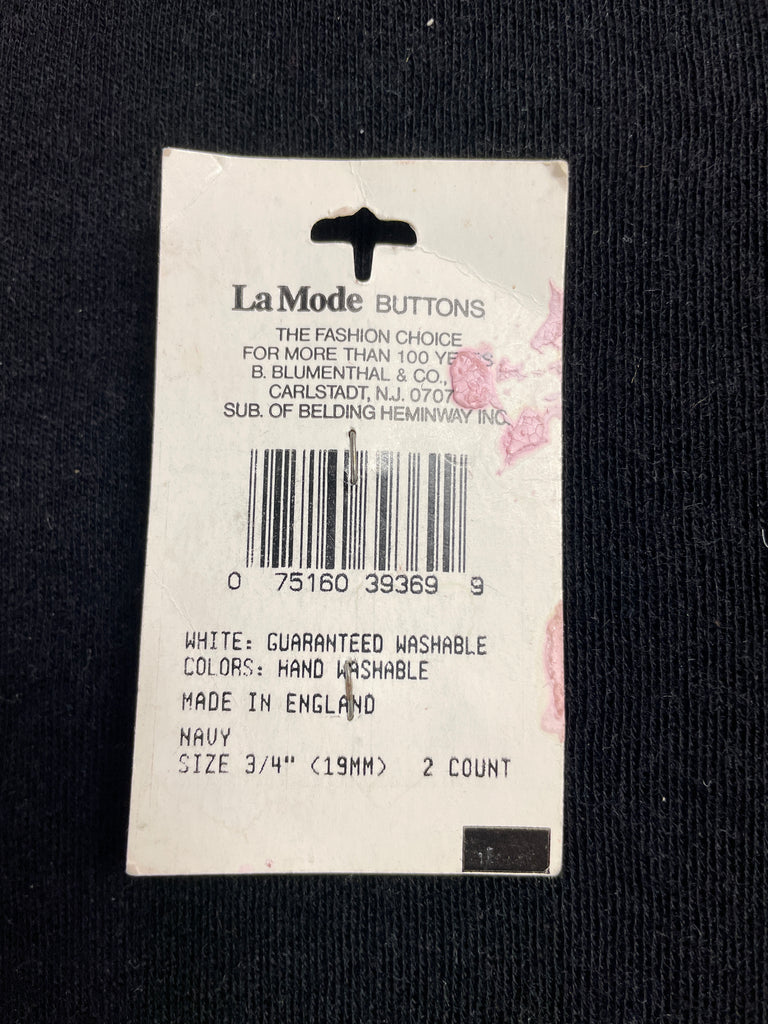 La Mode BUTTONS
THE FASHION CHOICE
FOR MORE THAN 100
B. BLUMENTHAL & CO.,
CARLSTADT, N.J.
SUB. OF BELDING HEMINWAY INC.
0 75160 39369 9
WHITE: GUARANTEED WASHABLE
COLORS: HAND WASHABLE
MADE IN ENGLAND
NAVY
SIZE 3/4" (19MM) 2 COUNT